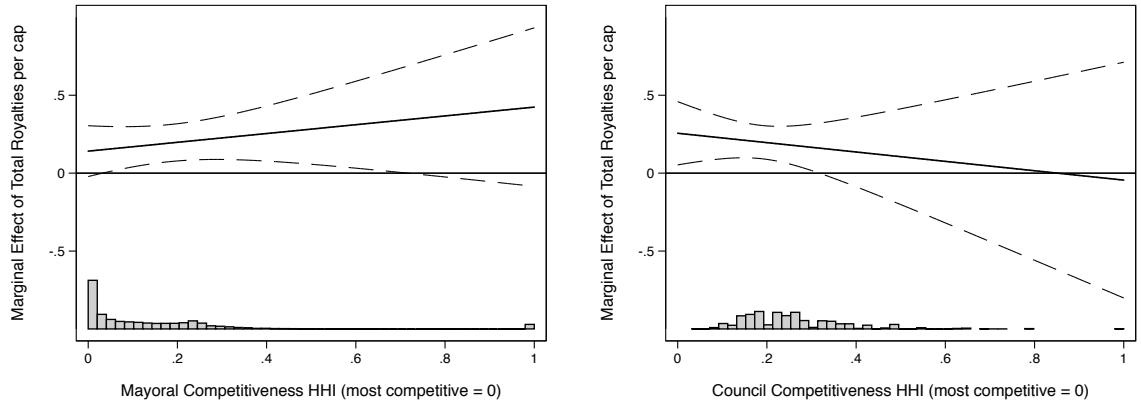 Marginal Effect of Total Royalties per cap
.5
0
-.5
0 .2 .4 .6 .8 1
Mayoral Competitiveness HHI (most competitive = 0)
Marginal Effect of Total Royalties per cap
.5
0
-.5
0 .2 .4 .6 .8 1
Council Competitiveness HHI (most competitive = 0)